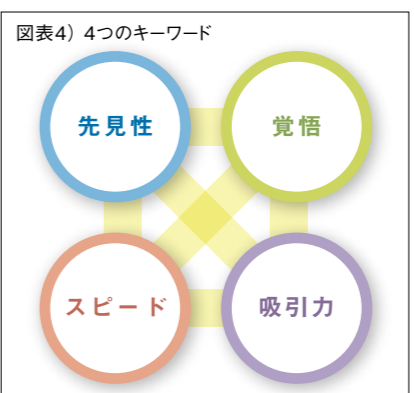 図表4）4つのキーワード
先見性
覚悟
スピード
吸引力